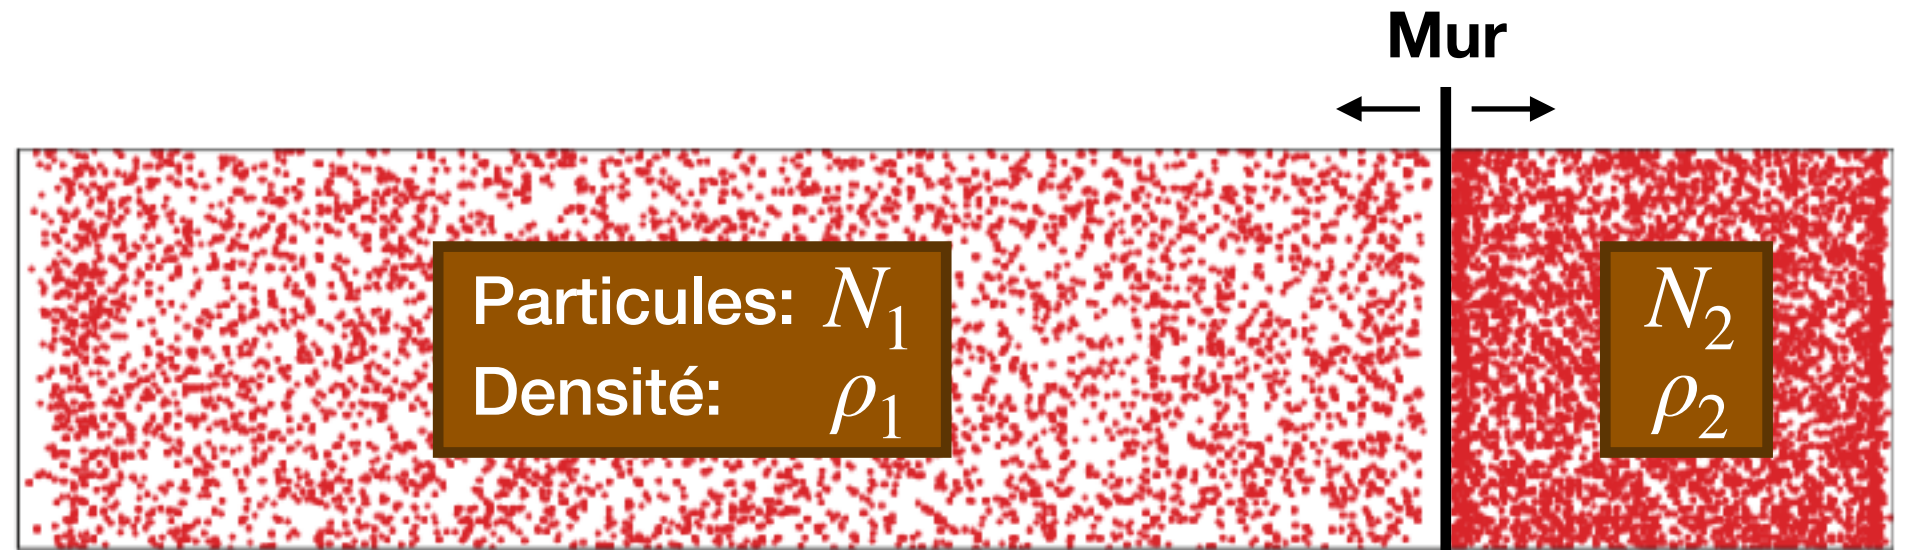 Mur
Particules: N₁
Densité: ρ₁
N₂
ρ₂